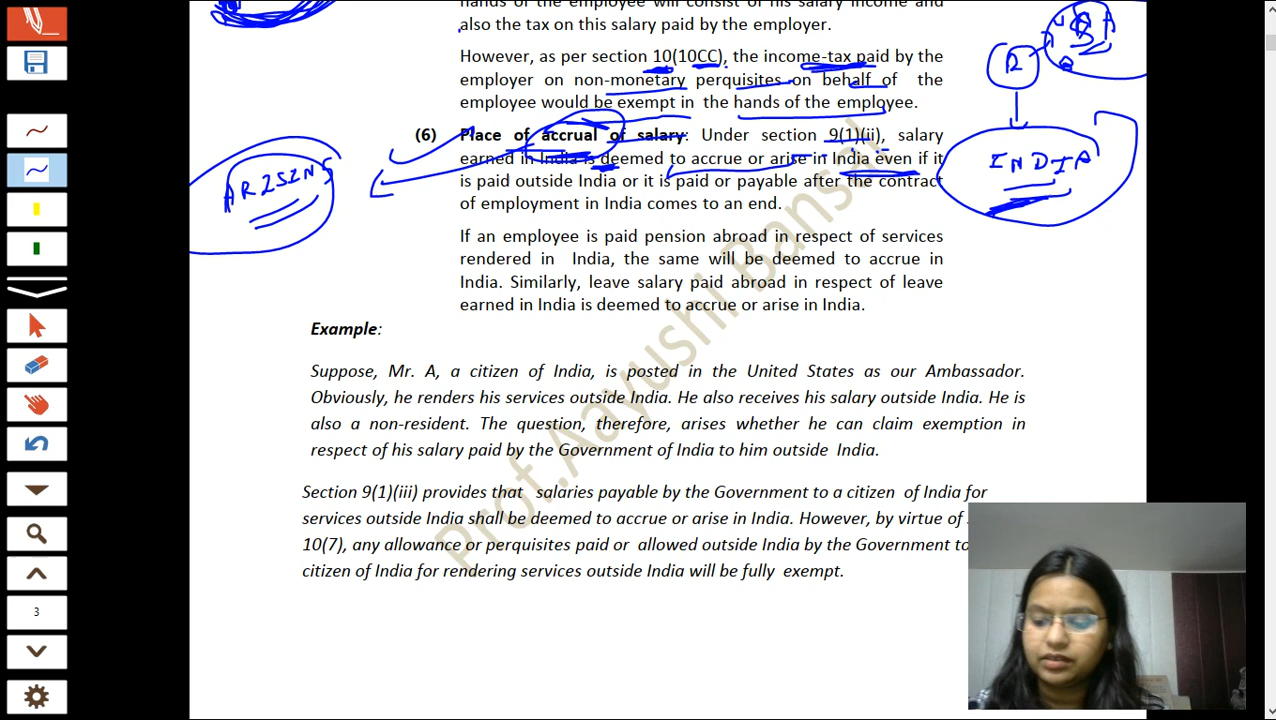 hands of the employee will consist of his salary income and
also the tax on this salary paid by the employer.
However, as per section 10(10CC), the income-tax paid by the
employer on non-monetary perquisites on behalf of the
employee would be exempt in the hands of the employee.
(6) Place of accrual of salary: Under section 9(1)(ii), salary
earned in India is deemed to accrue or arise in India even if it
is paid outside India or it is paid or payable after the contract
of employment in India comes to an end.
If an employee is paid pension abroad in respect of services
rendered in India, the same will be deemed to accrue in
India. Similarly, leave salary paid abroad in respect of leave
earned in India is deemed to accrue or arise in India.
ARISING
R
INDIA
Example:
Suppose, Mr. A, a citizen of India, is posted in the United States as our Ambassador.
Obviously, he renders his services outside India. He also receives his salary outside India. He is
also a non-resident. The question, therefore, arises whether he can claim exemption in
respect of his salary paid by the Government of India to him outside India.
Section 9(1)(iii) provides that salaries payable by the Government to a citizen of India for
services outside India shall be deemed to accrue or arise in India. However, by virtue of
10(7), any allowance or perquisites paid or allowed outside India by the Government to
citizen of India for rendering services outside India will be fully exempt.
Prof.Aayushi Bansal
3